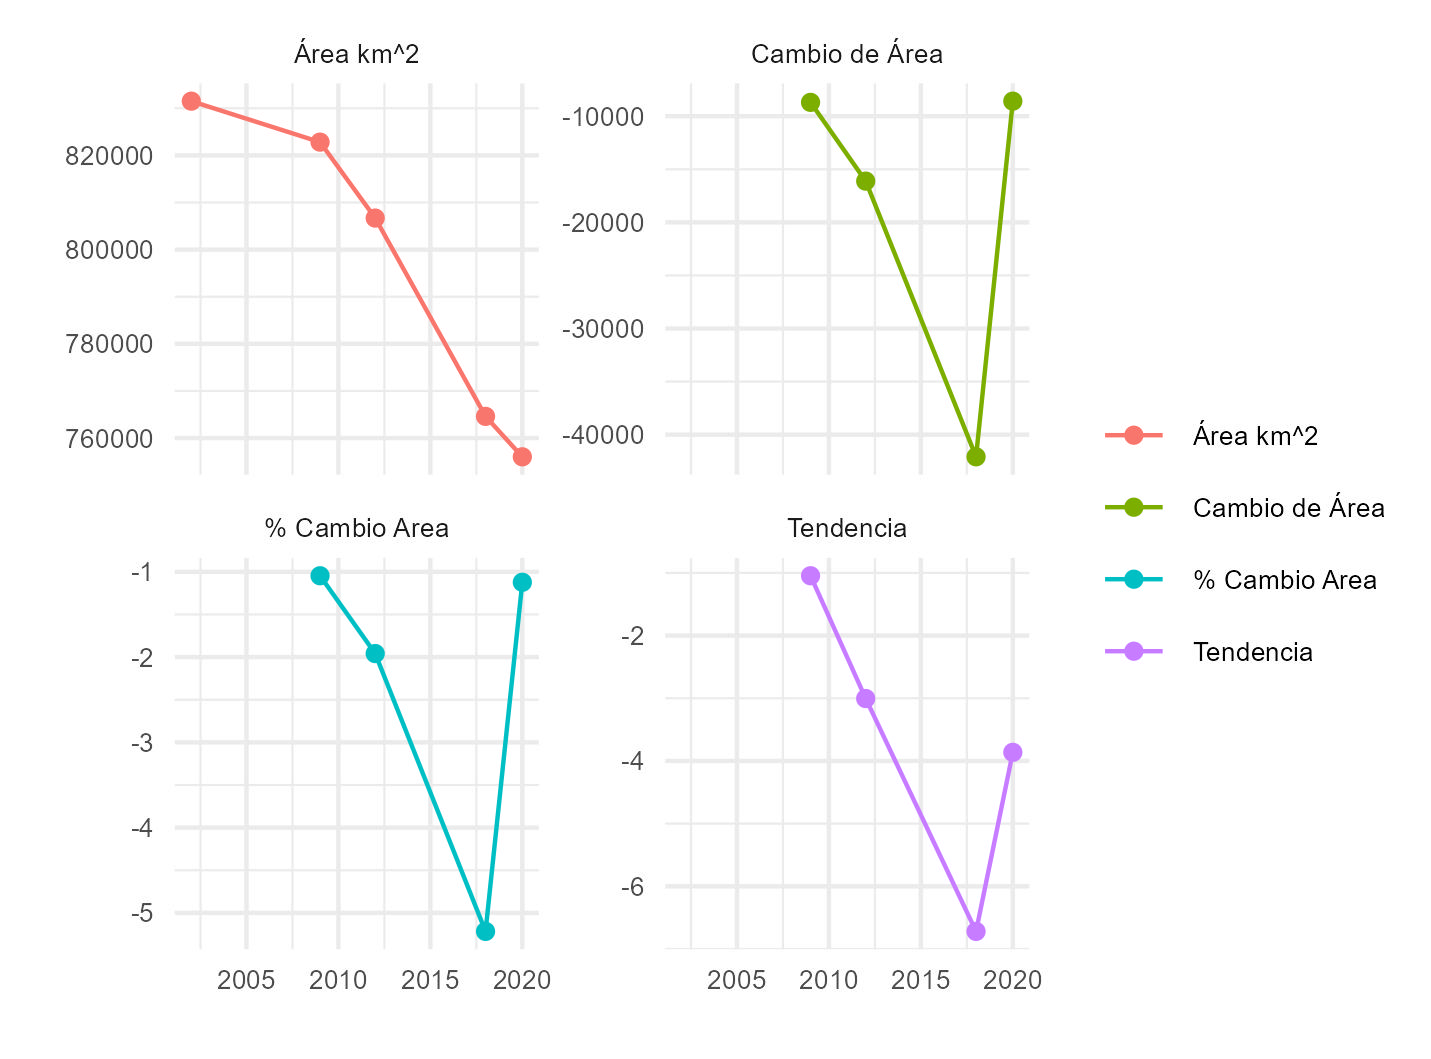 Área km^2
820000
800000
780000
760000
Cambio de Área
-10000
-20000
-30000
-40000
% Cambio Area
-1
-2
-3
-4
-5
2005 2010 2015 2020
Tendencia
-2
-4
-6
2005 2010 2015 2020
Área km^2
Cambio de Área
% Cambio Area
Tendencia